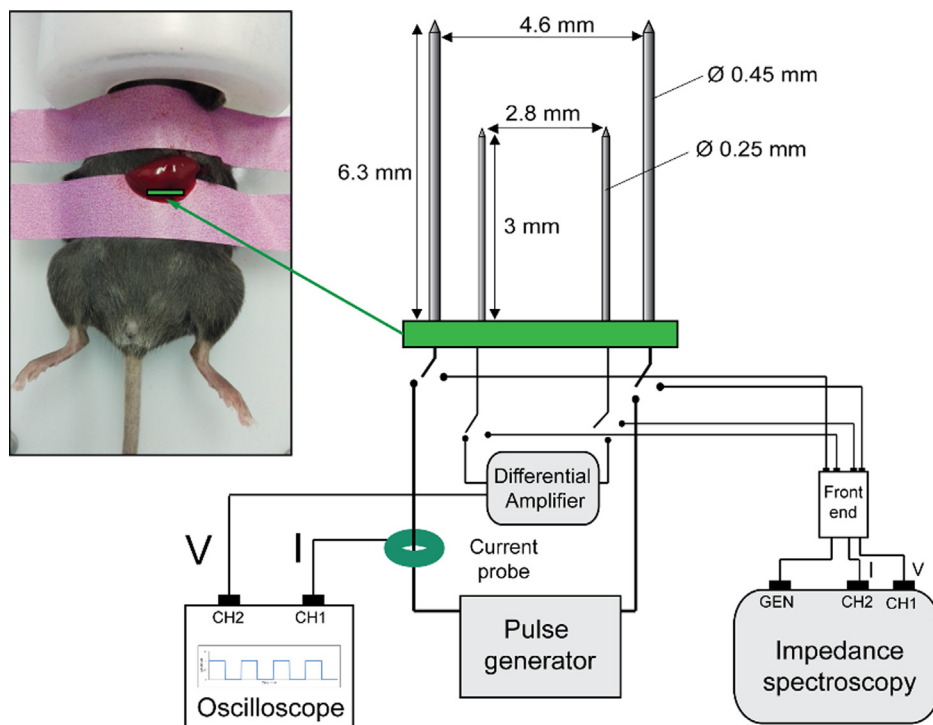 4.6 mm
Ø 0.45 mm
2.8 mm
Ø 0.25 mm
6.3 mm
3 mm
Differential
Amplifier
Front
end
V
I
Current
probe
I
V
CH2
CH1
GEN
CH2
CH1
Pulse
generator
Impedance
spectroscopy
Oscilloscope